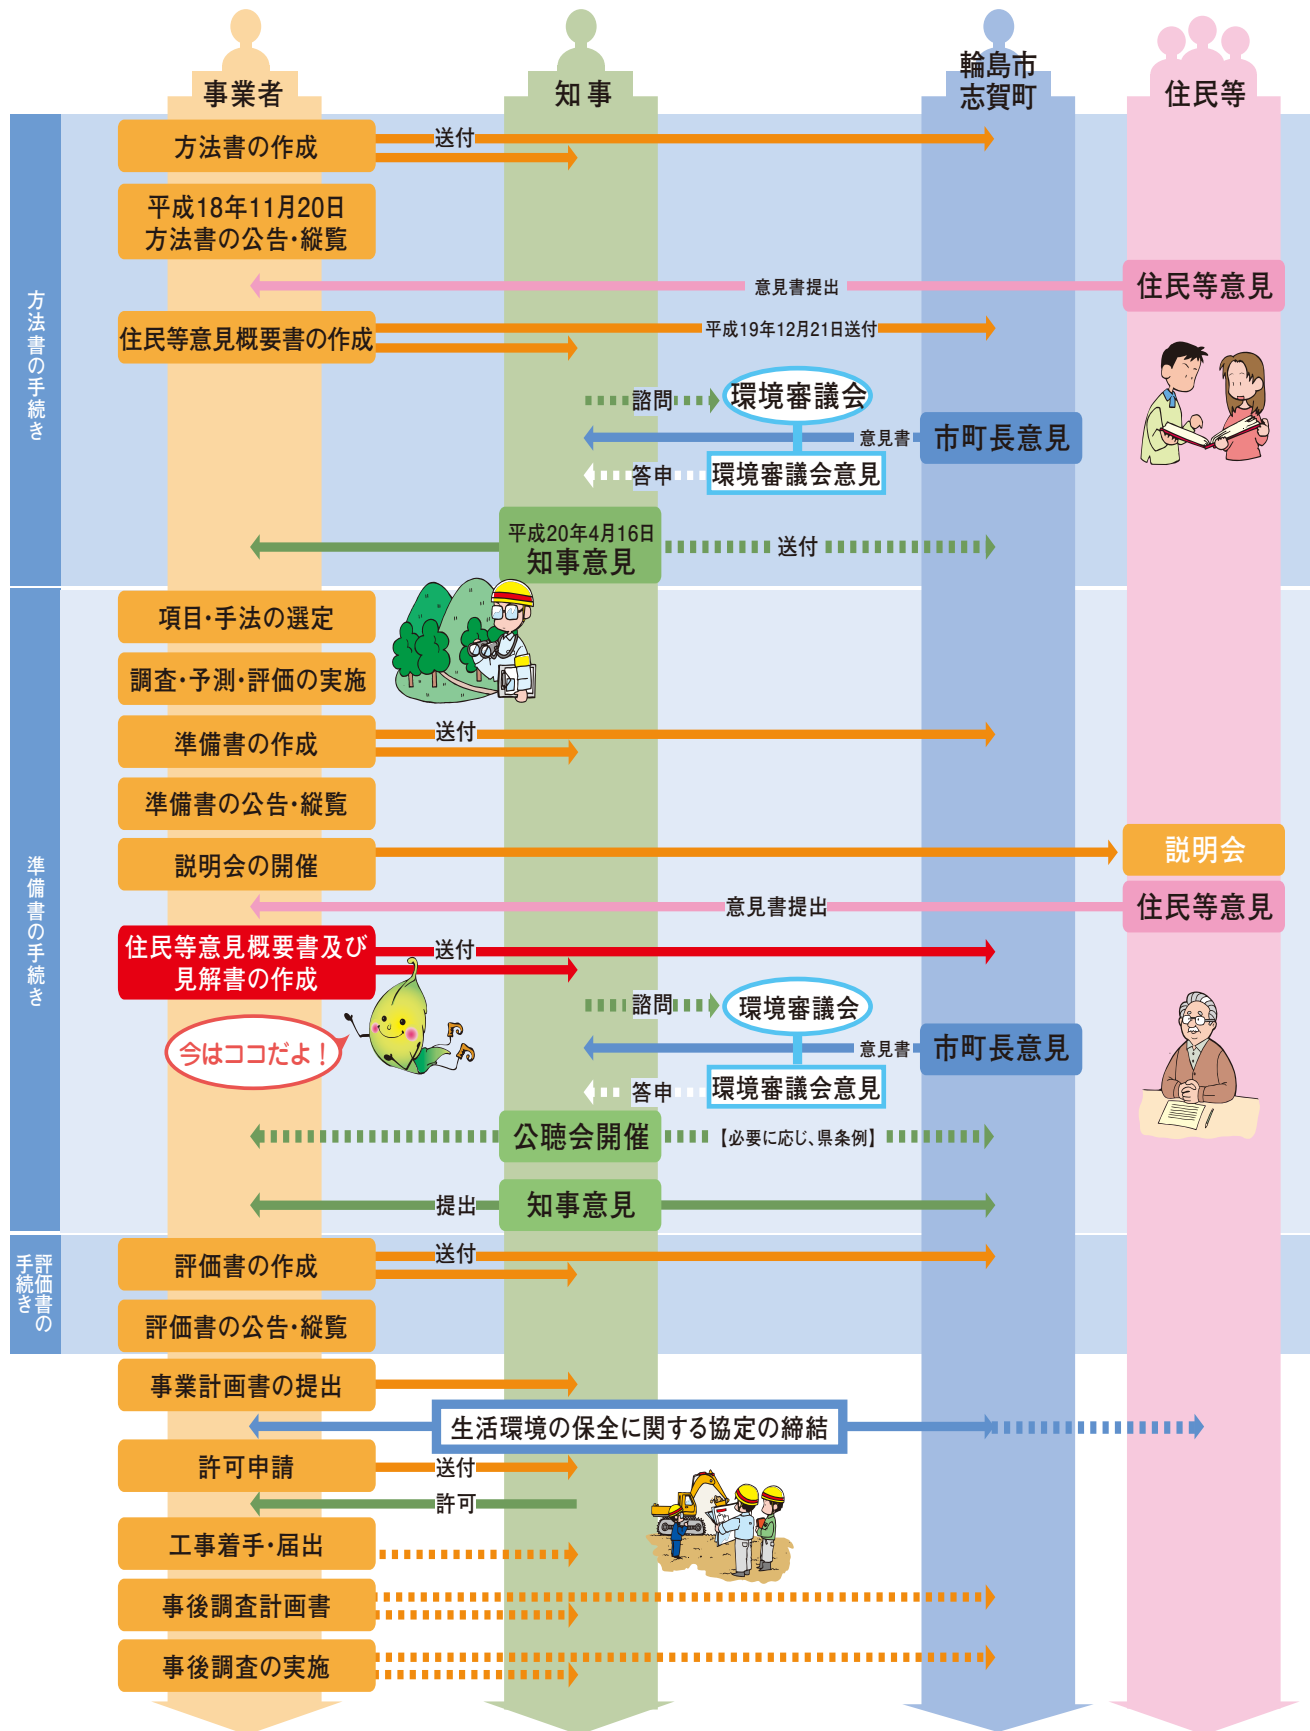 事業者
知事
輪島市
志賀町
住民等
方法書の手続き
方法書の作成
送付
平成18年11月20日
方法書の公告・縦覧
意見書提出
住民等意見
住民等意見概要書の作成
平成19年12月21日送付
諮問
環境審議会
意見書
市町長意見
答申
環境審議会意見
平成20年4月16日
知事意見
送付
準備書の手続き
項目・手法の選定
調査・予測・評価の実施
準備書の作成
送付
準備書の公告・縦覧
説明会の開催
説明会
意見書提出
住民等意見
住民等意見概要書及び
見解書の作成
送付
今はココだよ！
諮問
環境審議会
意見書
市町長意見
答申
環境審議会意見
公聴会開催
【必要に応じ、県条例】
提出
知事意見
評価書の
手続き
評価書の作成
送付
評価書の公告・縦覧
事業計画書の提出
生活環境の保全に関する協定の締結
許可申請
送付
許可
工事着手・届出
事後調査計画書
事後調査の実施